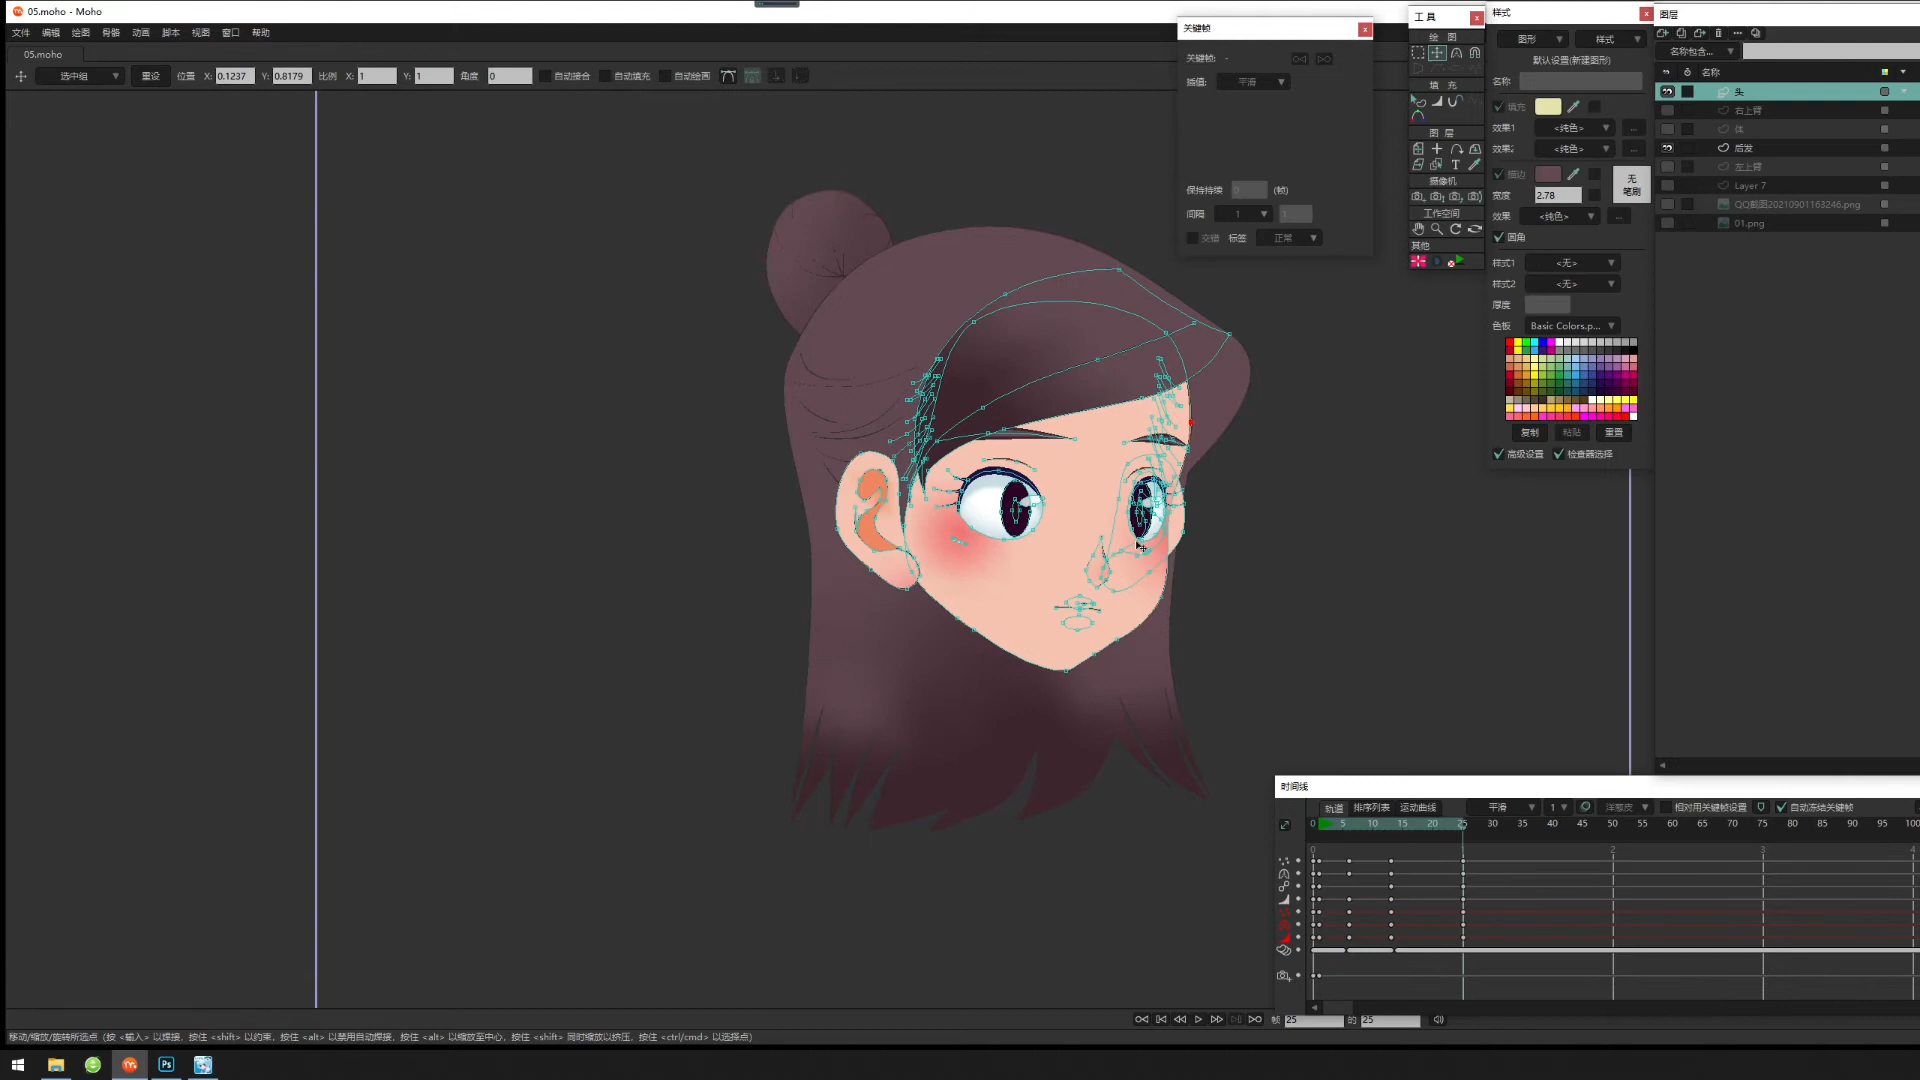 05.moho - Moho
文件 编辑 绘图 骨骼 动画 脚本 视图 窗口 帮助
05.moho
选中组 重设 位置 X: 0.1237 Y: 0.8179 比例 X: 1 Y: 1 角度 0 自动接合 自动填充 自动绘画
关键帧
关键帧: -
插值: 平滑
保持持续 0 (帧)
间隔 1 1
交错 标签 正常
工具
绘 图
填 充
图 层
摄像机
工作空间
其他
样式
图形 样式
默认设置(新建图形)
名称
填充
效果1 <纯色> ...
效果2 <纯色> ...
描边
宽度 2.78
无
笔刷
效果 <纯色> ...
圆角
样式1 <无>
样式2 <无>
厚度
色板 Basic Colors.p...
复制 粘贴 重置
高级设置 检查器选择
图层
名称包含...
名称
头
右上臂
体
后发
左上臂
Layer 7
QQ截图20210901163246.png
01.png
时间线
轨道 排序列表 运动曲线 平滑 1 洋葱皮 相对用关键帧设置 自动冻结关键帧
0 5 10 15 20 25 30 35 40 45 50 55 60 65 70 75 80 85 90 95 100
0 1 2 3 4
帧 25 的 25
移动/缩放/旋转所选点 (按 <输入> 以焊接，按住 <shift> 以约束，按住 <alt> 以禁用自动焊接，按住 <alt> 以缩放至中心，按住 <shift> 同时缩放以挤压，按住 <ctrl/cmd> 以选择点)
Ps